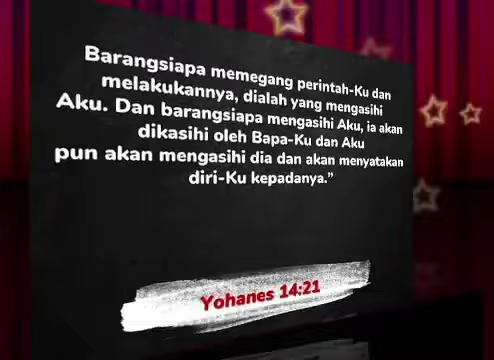 Barangsiapa memegang perintah-Ku dan
melakukannya, dialah yang mengasihi
Aku. Dan barangsiapa mengasihi Aku, ia akan
dikasihi oleh Bapa-Ku dan Aku
pun akan mengasihi dia dan akan menyatakan
diri-Ku kepadanya.”
Yohanes 14:21